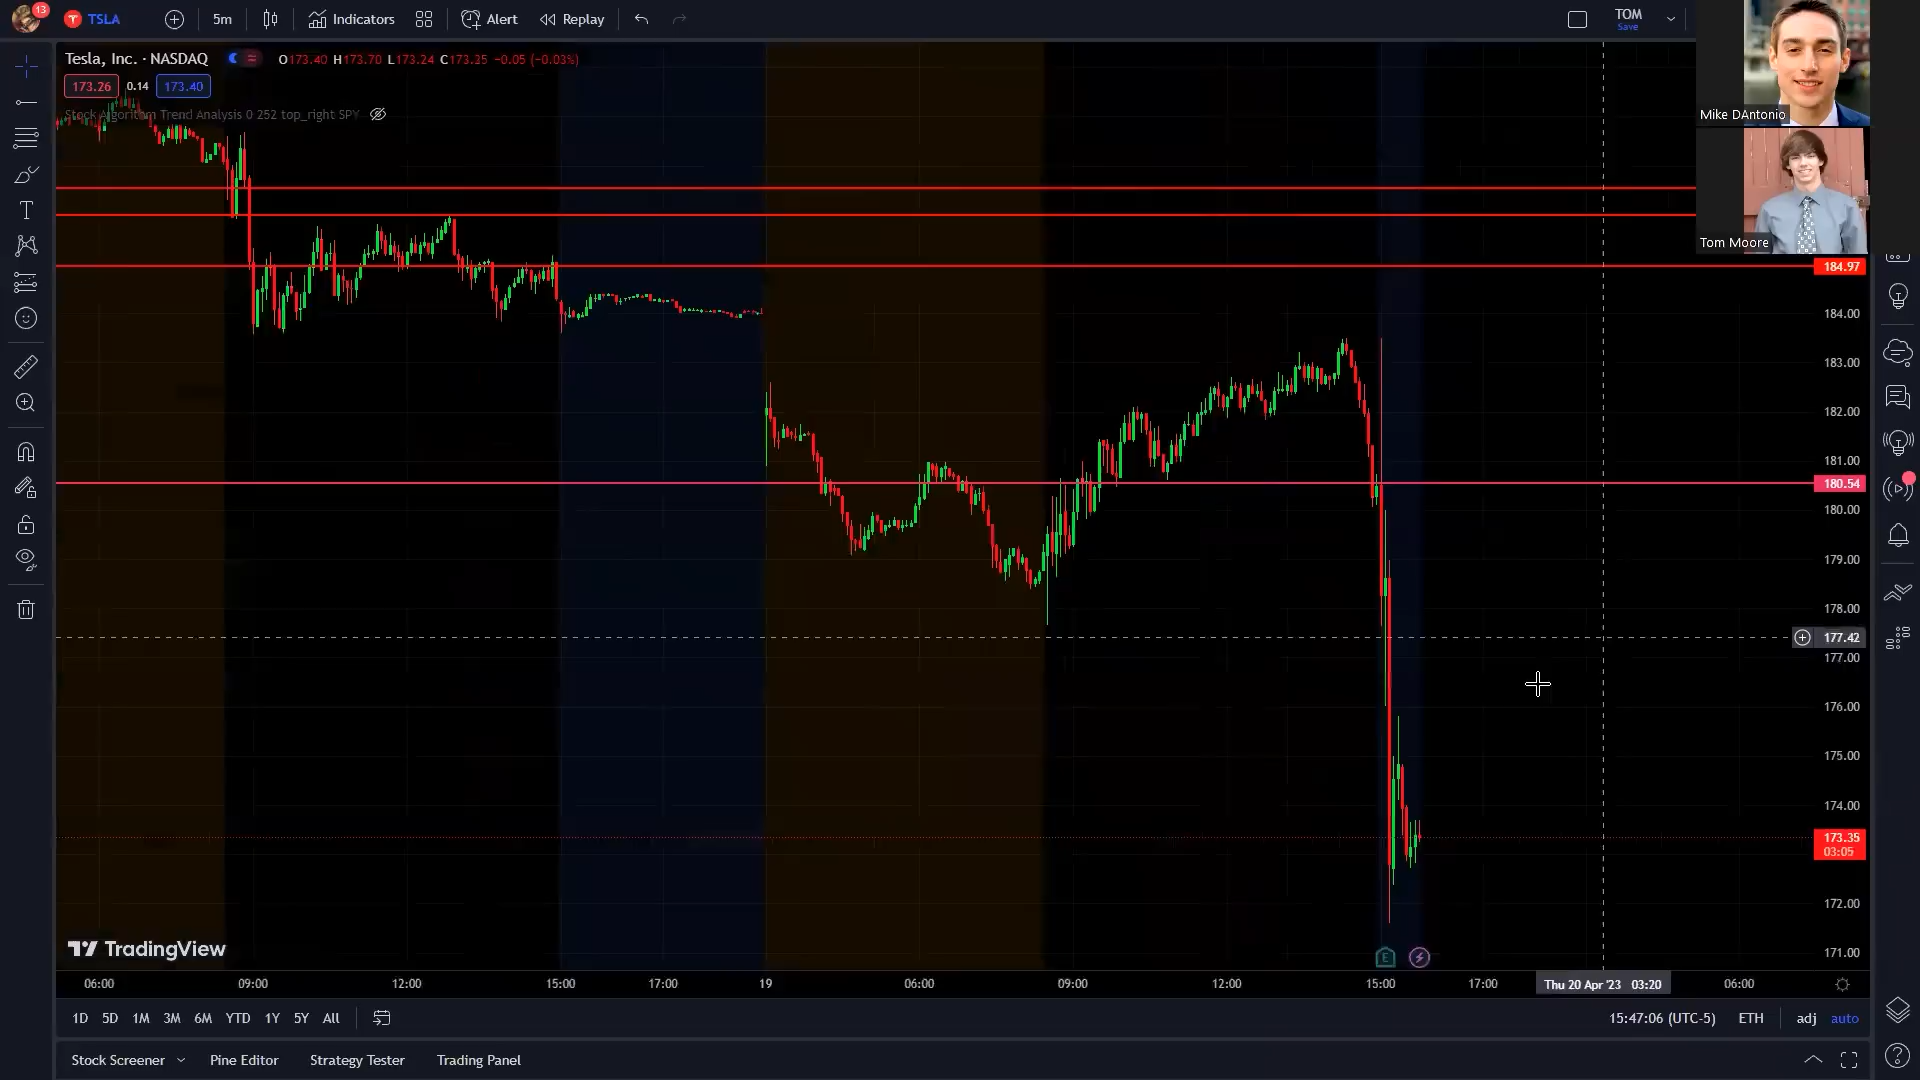 13
TSLA
5m
Indicators
Alert
Replay
TOM
Save
Tesla, Inc. · NASDAQ
O173.40 H173.70 L173.24 C173.35 −0.05 (−0.03%)
173.26 0.14 173.40
Stock Algorithm Trend Analysis 0 252 top_right SPY
Mike DAntonio
Tom Moore
184.97
184.00
183.00
182.00
181.00
180.54
180.00
179.00
178.00
177.42
177.00
176.00
175.00
174.00
173.35
03:05
172.00
171.00
T
TradingView
E
06:00 09:00 12:00 15:00 17:00 19 06:00 09:00 12:00 15:00 17:00 Thu 20 Apr '23 03:20 06:00
1D 5D 1M 3M 6M YTD 1Y 5Y All
15:47:06 (UTC-5) ETH adj auto
Stock Screener Pine Editor Strategy Tester Trading Panel